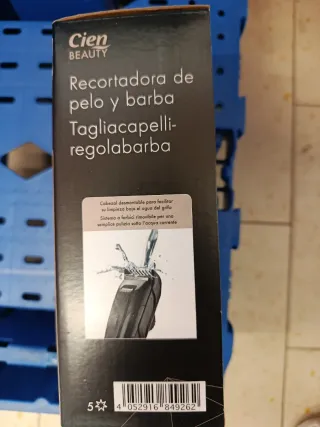 Cien
BEAUTY
Recortadora de
pelo y barba
Tagliacapelli-
regolabarba
Cabezal desmontable para facilitar
su limpieza bajo el agua del grifo
Sistema a forbici rimovibile per una
semplice pulizia sotto l'acqua corrente
5
4 052916 849262